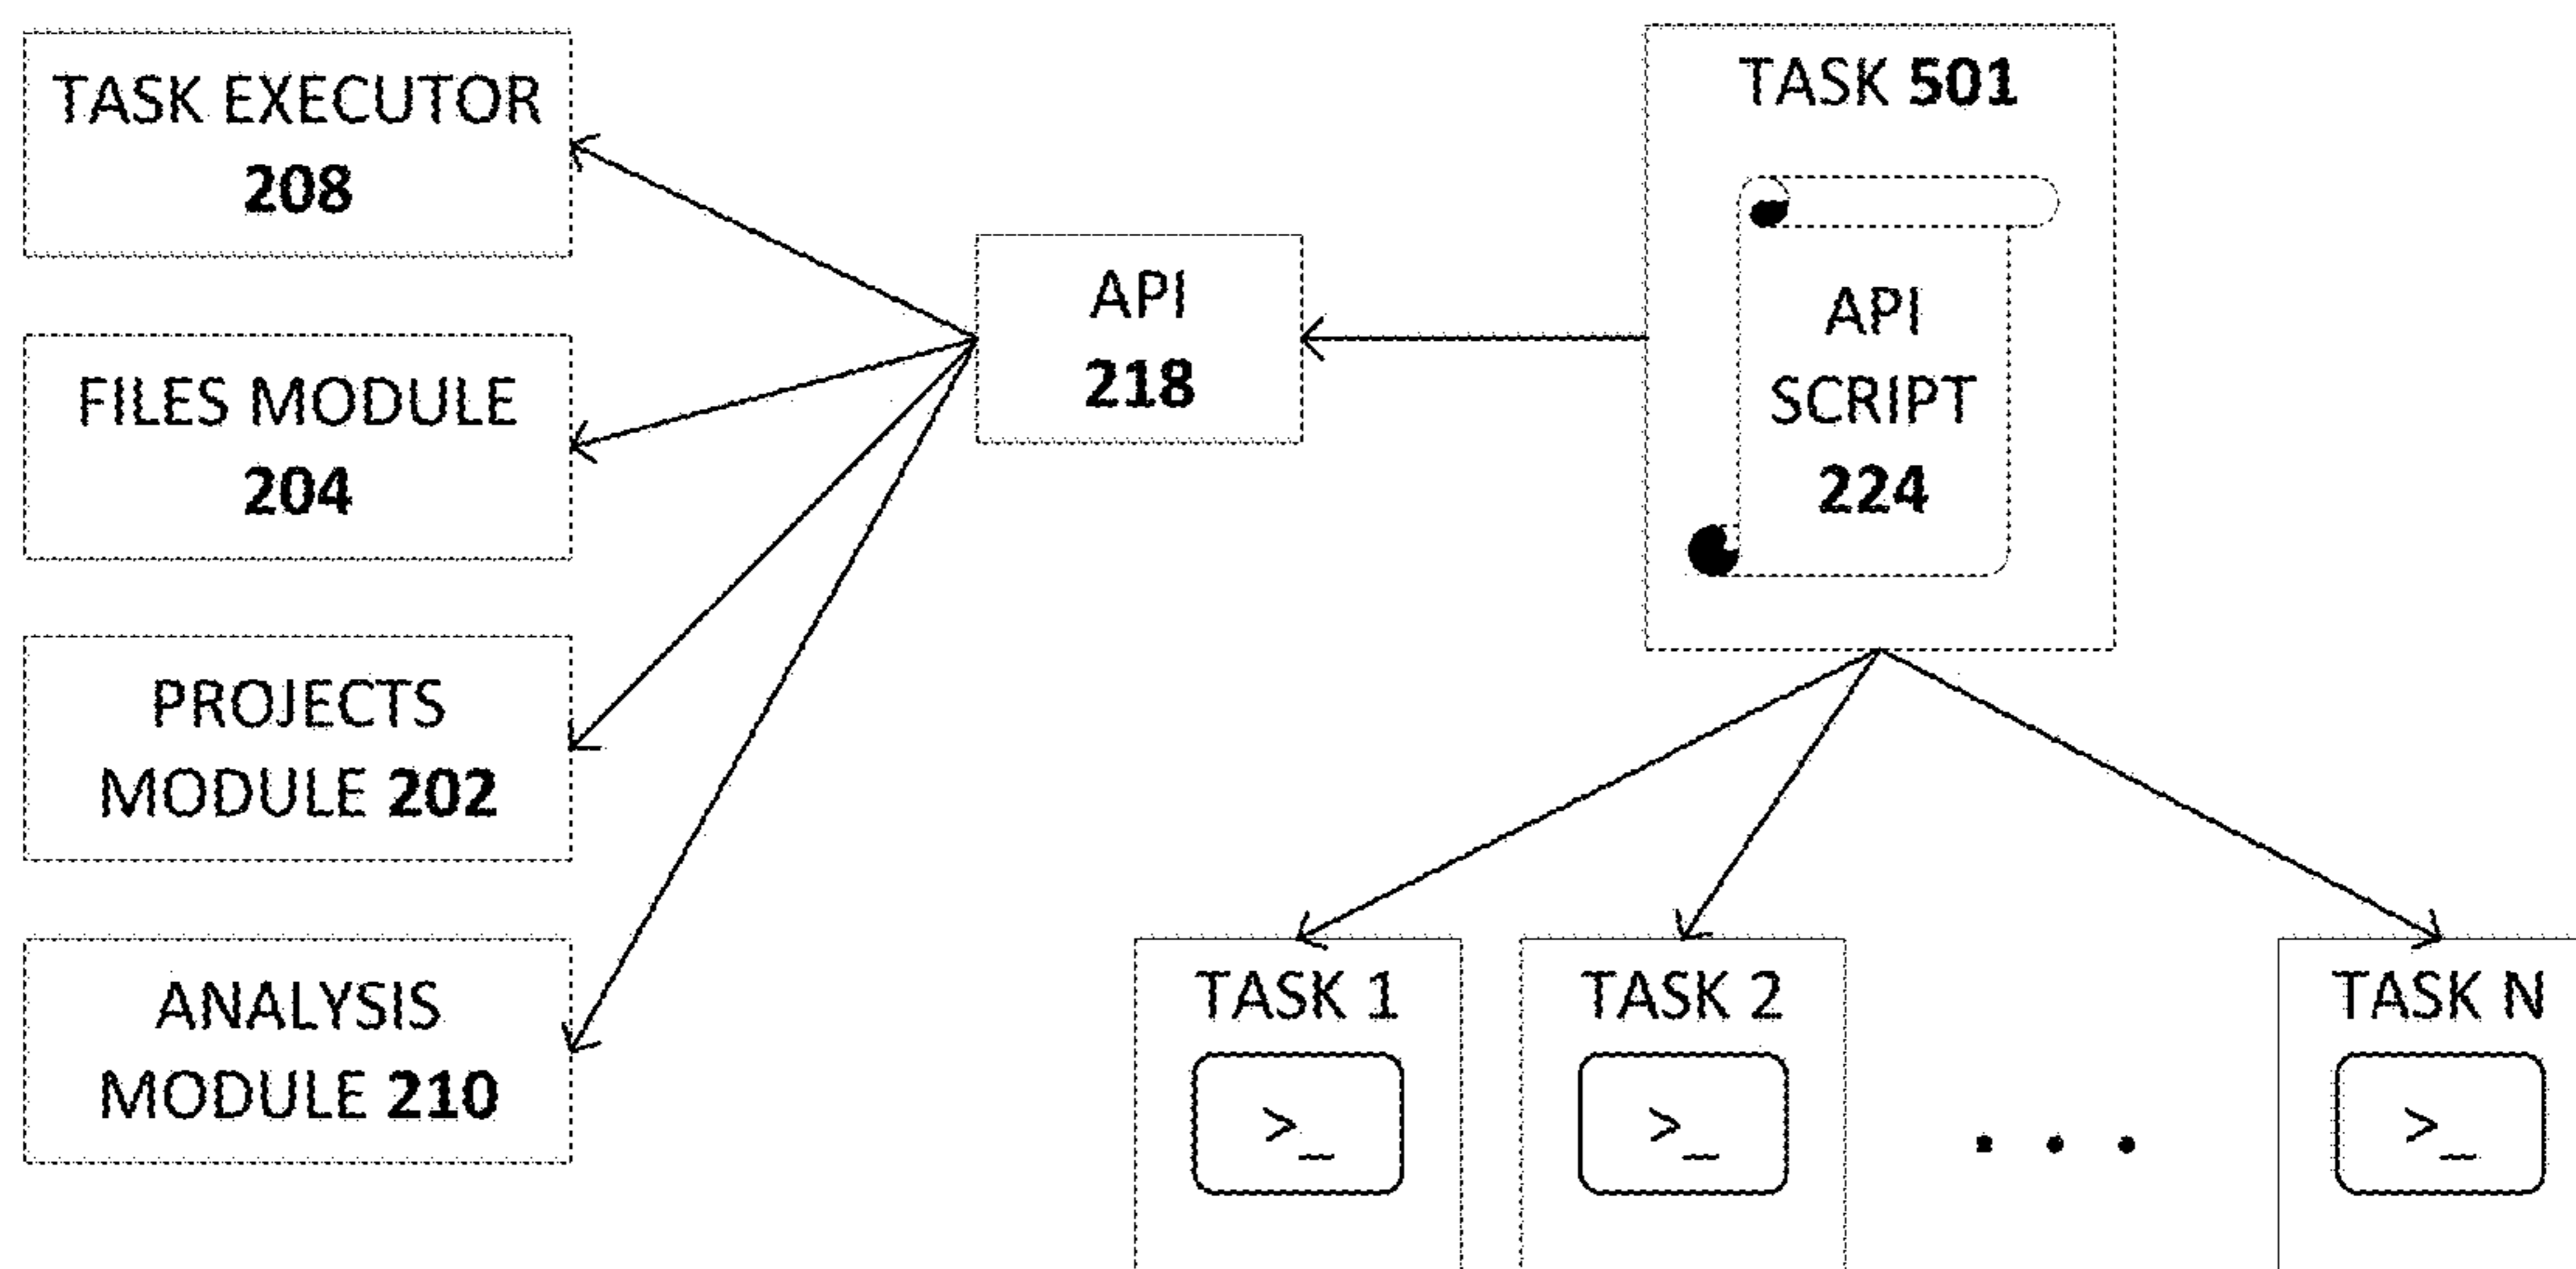 TASK EXECUTOR
208
FILES MODULE
204
PROJECTS
MODULE 202
ANALYSIS
MODULE 210
API
218
TASK 501
API
SCRIPT
224
TASK 1
>_
TASK 2
>_
. . .
TASK N
>_